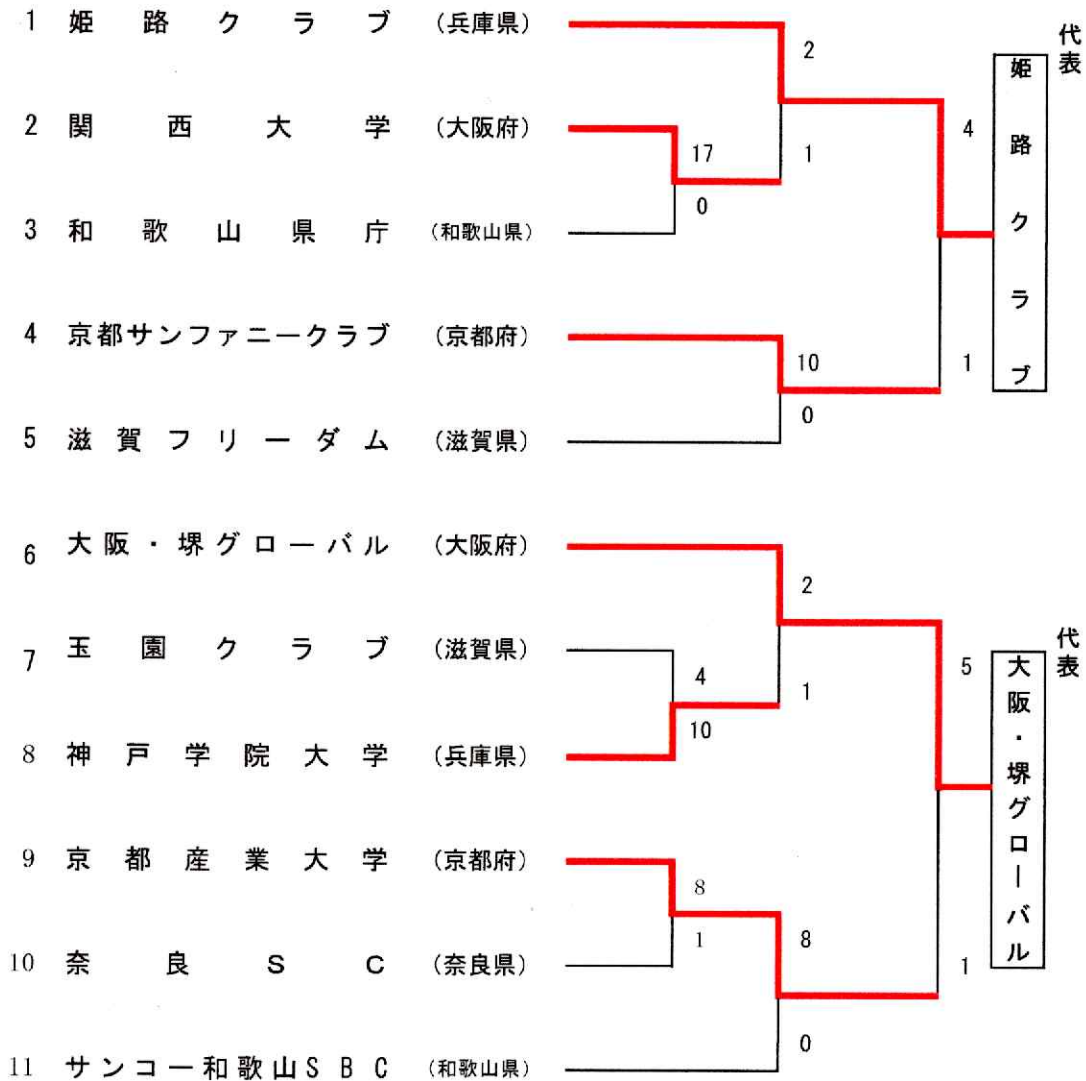 1 姫路クラブ (兵庫県)
2 関西大学 (大阪府)
3 和歌山県庁 (和歌山県)
4 京都サンファニークラブ (京都府)
5 滋賀フリーダム (滋賀県)
6 大阪・堺グローバル (大阪府)
7 玉園クラブ (滋賀県)
8 神戸学院大学 (兵庫県)
9 京都産業大学 (京都府)
10 奈良SC (奈良県)
11 サンコー和歌山SBC (和歌山県)
17
0
4
10
8
1
2
1
10
0
2
1
8
0
4
1
5
1
代表
姫路クラブ
代表
大阪・堺グローバル